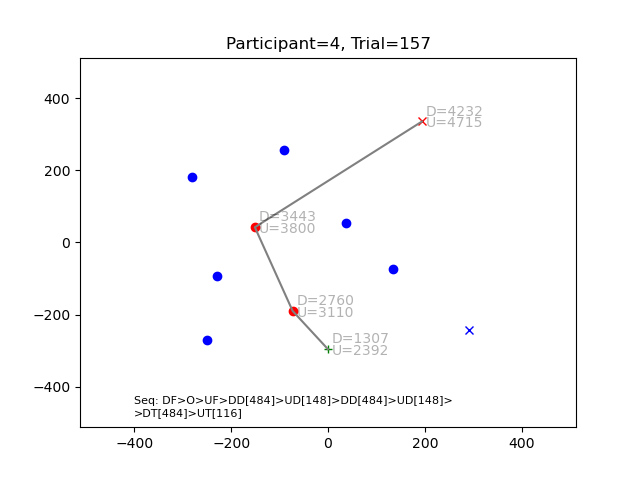 Participant=4, Trial=157
400
200
0
−200
−400
−400
−200
0
200
400
D=4232
U=4715
D=3443
U=3800
D=2760
U=3110
D=1307
U=2392
Seq: DF>O>UF>DD[484]>UD[148]>DD[484]>UD[148]>
>DT[484]>UT[116]